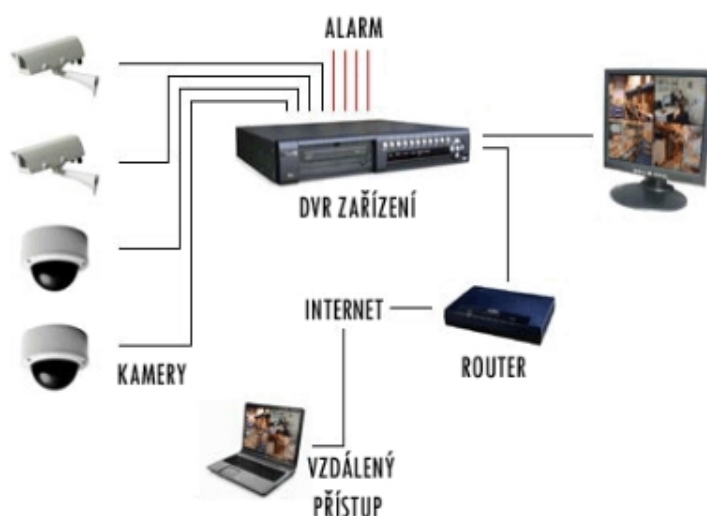 ALARM
DVR ZAŘÍZENÍ
INTERNET
ROUTER
KAMERY
VZDÁLENÝ
PŘÍSTUP